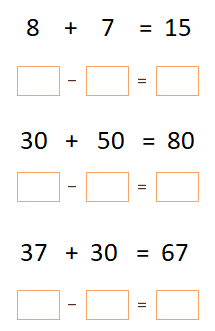 8 + 7 = 15
− =
30 + 50 = 80
− =
37 + 30 = 67
− =